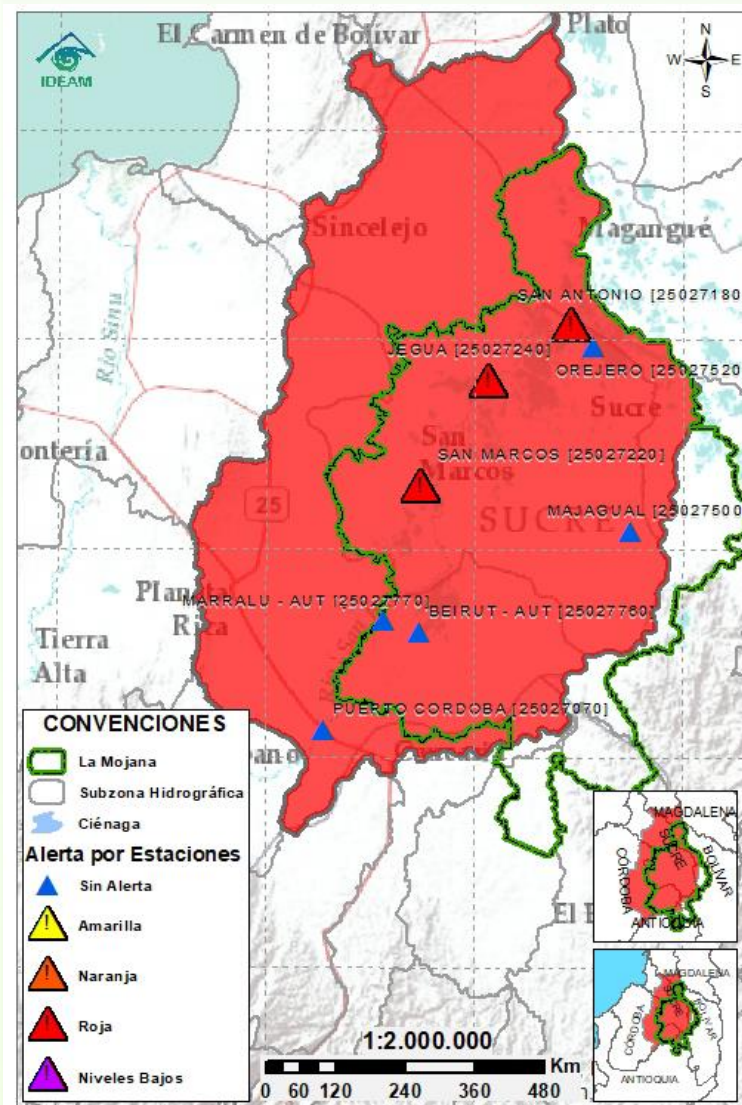 El Carmen de Bolívar
Plato
IDEAM
N
W E
S
Sincelejo
Magangué
Río Sinú
SAN ANTONIO [25027180
JEGUA [25027240]
OREJERO [25027520
Sucre
San
Marcos
SAN MARCOS [25027220]
ontería
25
MAJAGUAL [25027500
SUCRE
Planeta
Rica
MARRALU - AUT [25027770]
BEIRUT - AUT [25027760]
Tierra
Alta
PUERTO CORDOBA [25027070]
bano
El B
CONVENCIONES
La Mojana
Subzona Hidrográfica
Ciénaga
Alerta por Estaciones
Sin Alerta
Amarilla
Naranja
Roja
Niveles Bajos
1:2.000.000
Km
0 60 120 240 360 480
MAGDALENA
SUCRE
BOLÍVAR
CÓRDOBA
ANTIOQUIA
MAGDALENA
SUCRE
BOLÍVAR
CÓRDOBA
ANTIOQUIA